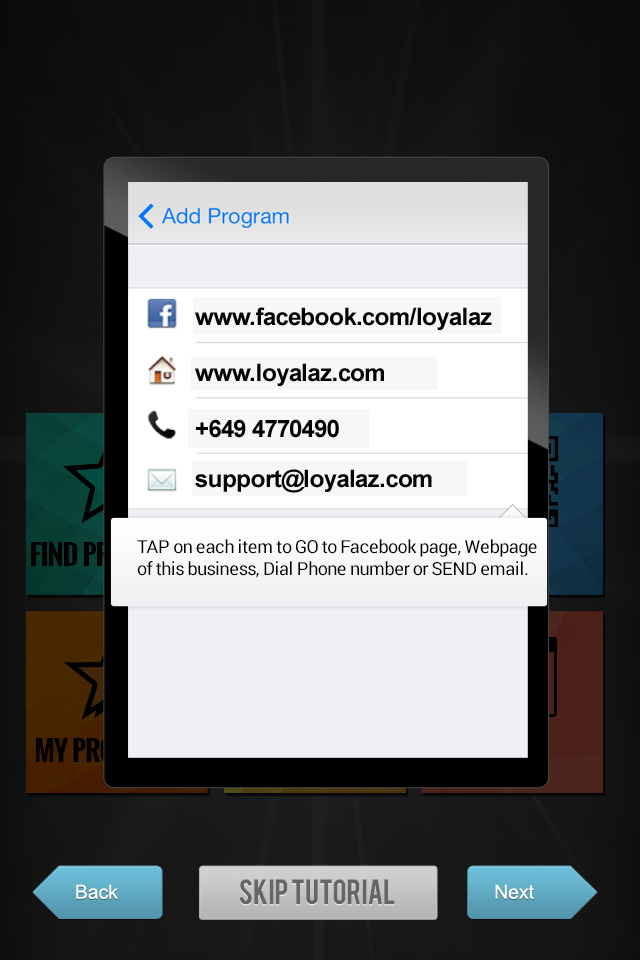 Add Program
www.facebook.com/loyalaz
www.loyalaz.com
+649 4770490
support@loyalaz.com
TAP on each item to GO to Facebook page, Webpage
of this business, Dial Phone number or SEND email.
FIND
MY
Back
SKIP TUTORIAL
Next